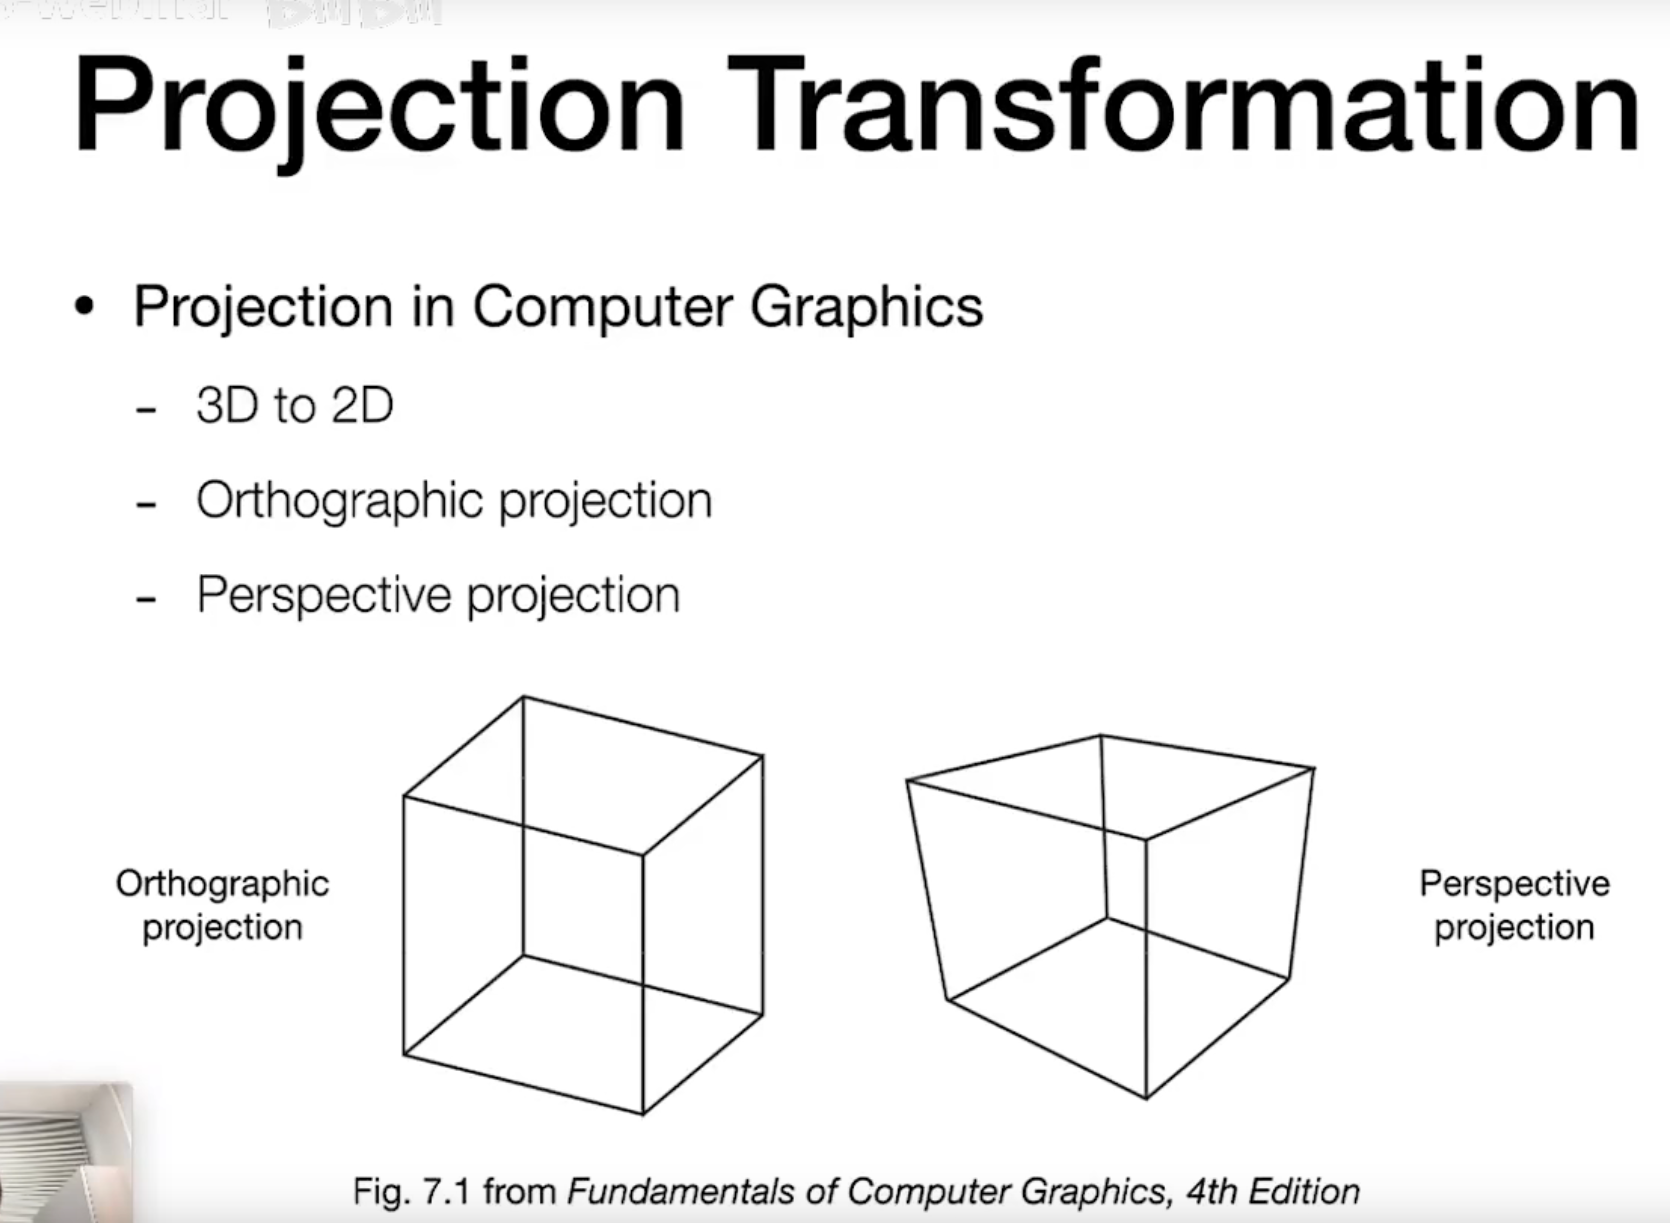 Projection Transformation
• Projection in Computer Graphics
- 3D to 2D
- Orthographic projection
- Perspective projection
Orthographic
projection
Perspective
projection
Fig. 7.1 from Fundamentals of Computer Graphics, 4th Edition